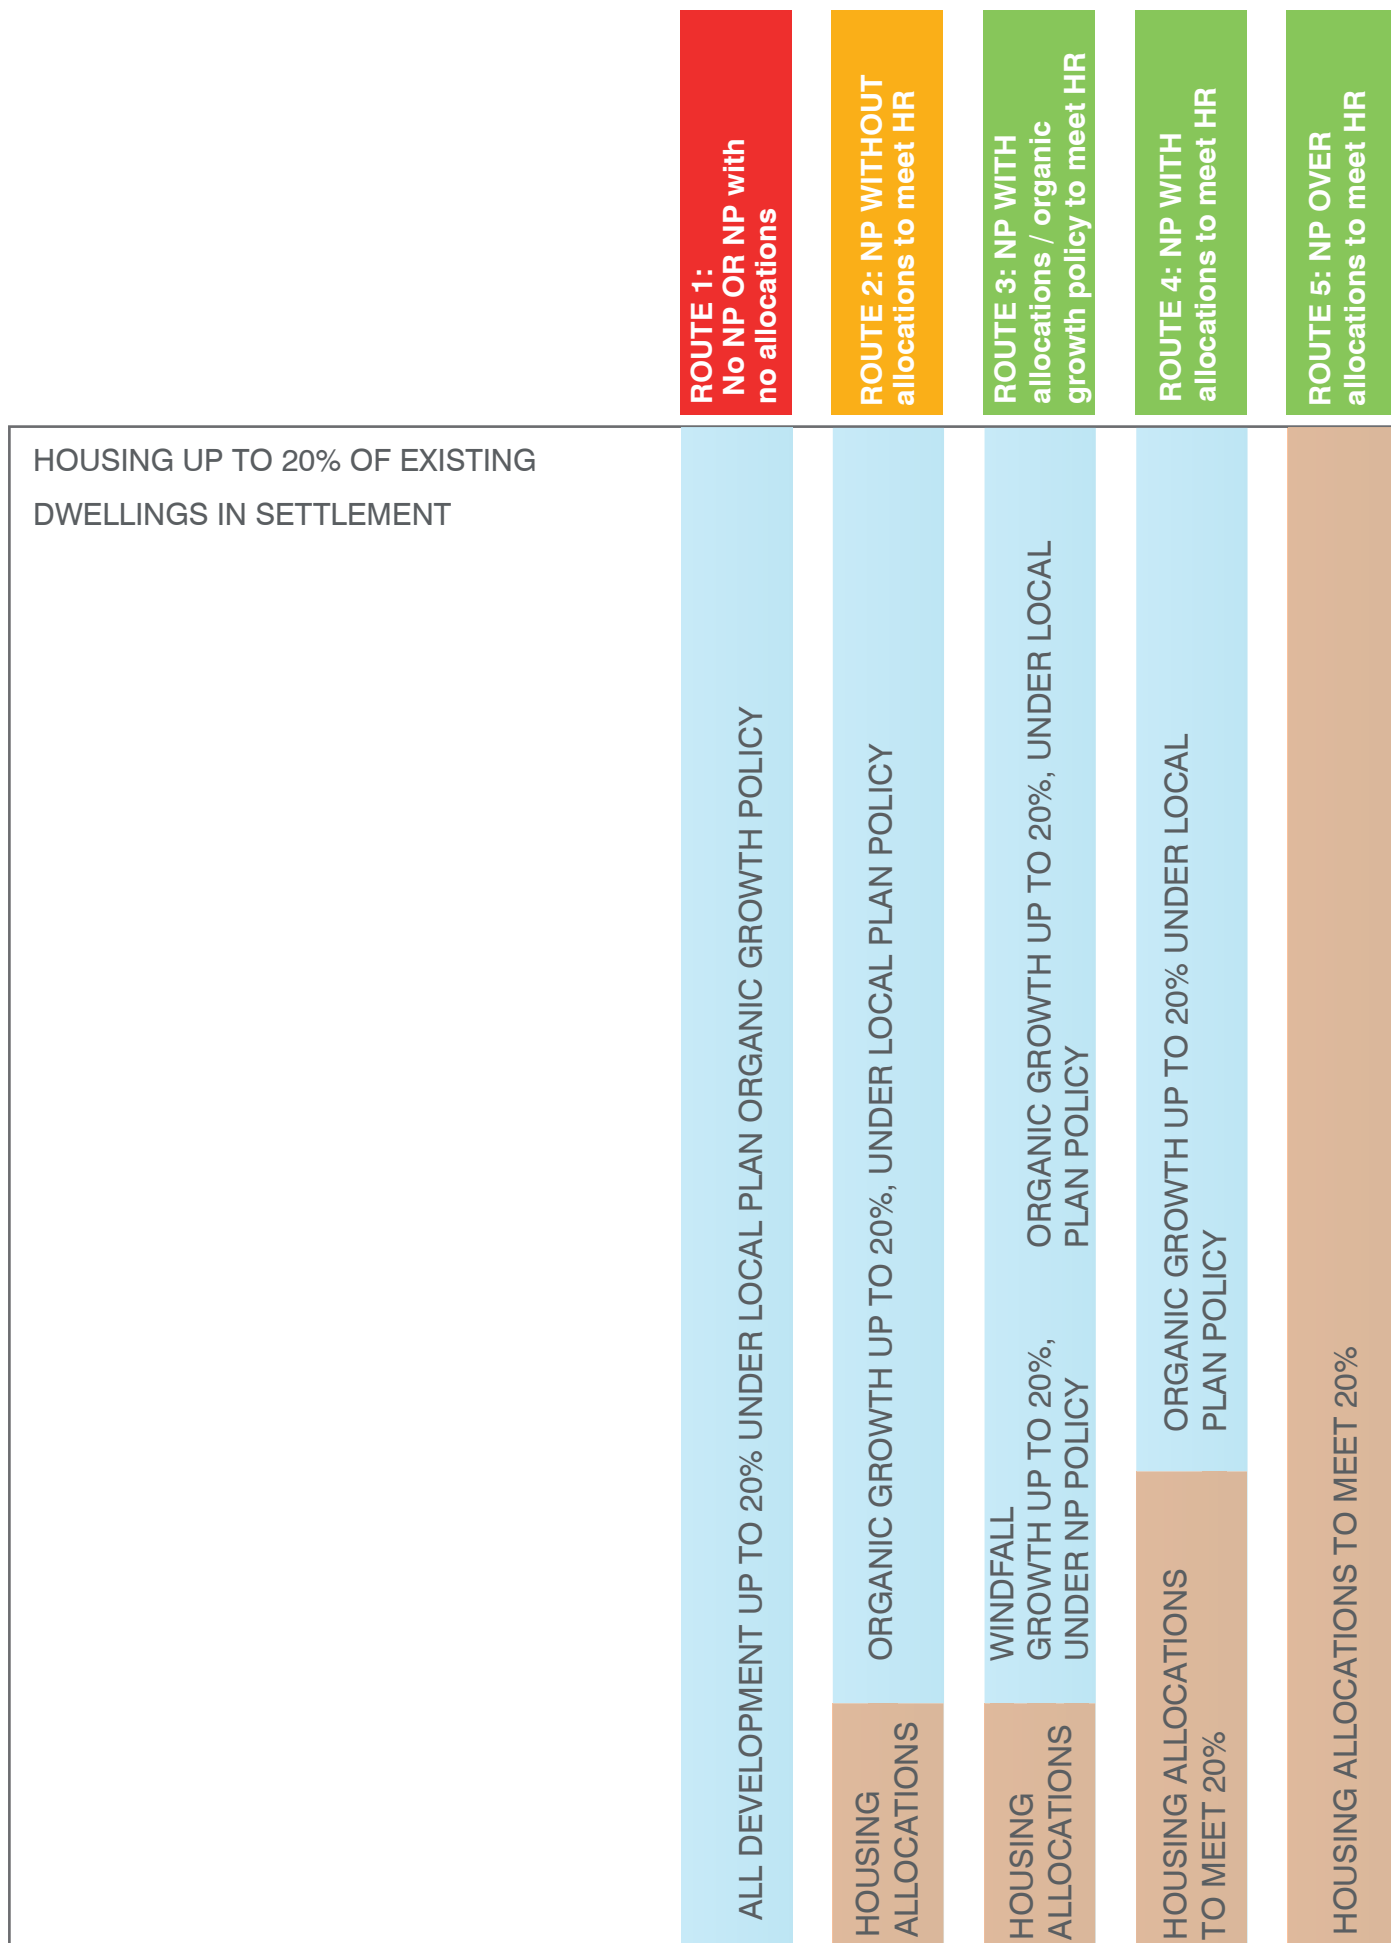 ROUTE 1:
No NP OR NP with
no allocations
ROUTE 2: NP WITHOUT
allocations to meet HR
ROUTE 3: NP WITH
allocations / organic
growth policy to meet HR
ROUTE 4: NP WITH
allocations to meet HR
ROUTE 5: NP OVER
allocations to meet HR
HOUSING UP TO 20% OF EXISTING
DWELLINGS IN SETTLEMENT
ALL DEVELOPMENT UP TO 20% UNDER LOCAL PLAN ORGANIC GROWTH POLICY
ORGANIC GROWTH UP TO 20%, UNDER LOCAL PLAN POLICY
HOUSING
ALLOCATIONS
ORGANIC GROWTH UP TO 20%, UNDER LOCAL
PLAN POLICY
WINDFALL
GROWTH UP TO 20%,
UNDER NP POLICY
HOUSING
ALLOCATIONS
ORGANIC GROWTH UP TO 20% UNDER LOCAL
PLAN POLICY
HOUSING ALLOCATIONS
TO MEET 20%
HOUSING ALLOCATIONS TO MEET 20%